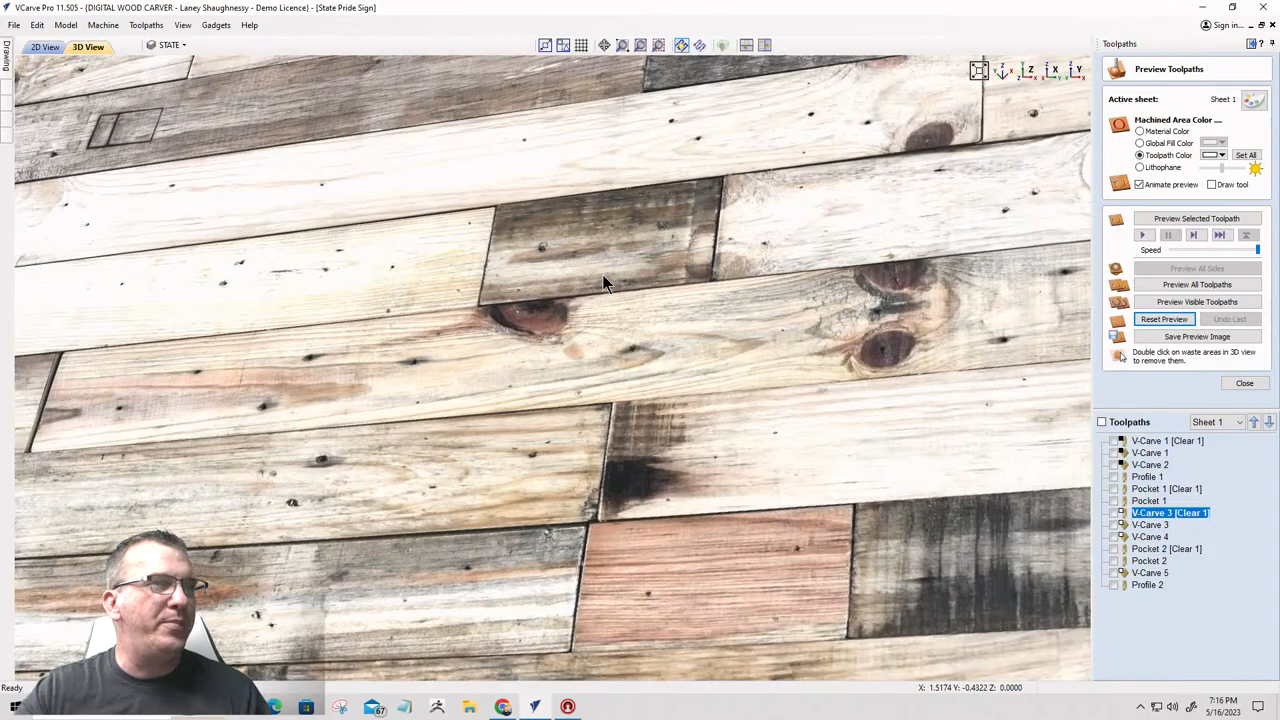 VCarve Pro 11.505 - {DIGITAL WOOD CARVER - Laney Shaughnessy - Demo Licence} - [State Pride Sign]
File Edit Model Machine Toolpaths View Gadgets Help
Sign in...
2D View 3D View STATE
Drawing
Z X Y
Toolpaths
Preview Toolpaths
Active sheet: Sheet 1
Machined Area Color ....
Material Color
Global Fill Color
Toolpath Color Set All
Lithophane
Animate preview Draw tool
Preview Selected Toolpath
Speed
Preview All Sides
Preview All Toolpaths
Preview Visible Toolpaths
Reset Preview Undo Last
Save Preview Image
Double click on waste areas in 3D view
to remove them.
Close
Toolpaths Sheet 1
V-Carve 1 [Clear 1]
V-Carve 1
V-Carve 2
Profile 1
Pocket 1 [Clear 1]
Pocket 1
V-Carve 3 [Clear 1]
V-Carve 3
V-Carve 4
Pocket 2 [Clear 1]
Pocket 2
V-Carve 5
Profile 2
Ready
X: 1.5174 Y: -0.4322 Z: 0.0000
67
7:16 PM
5/16/2023